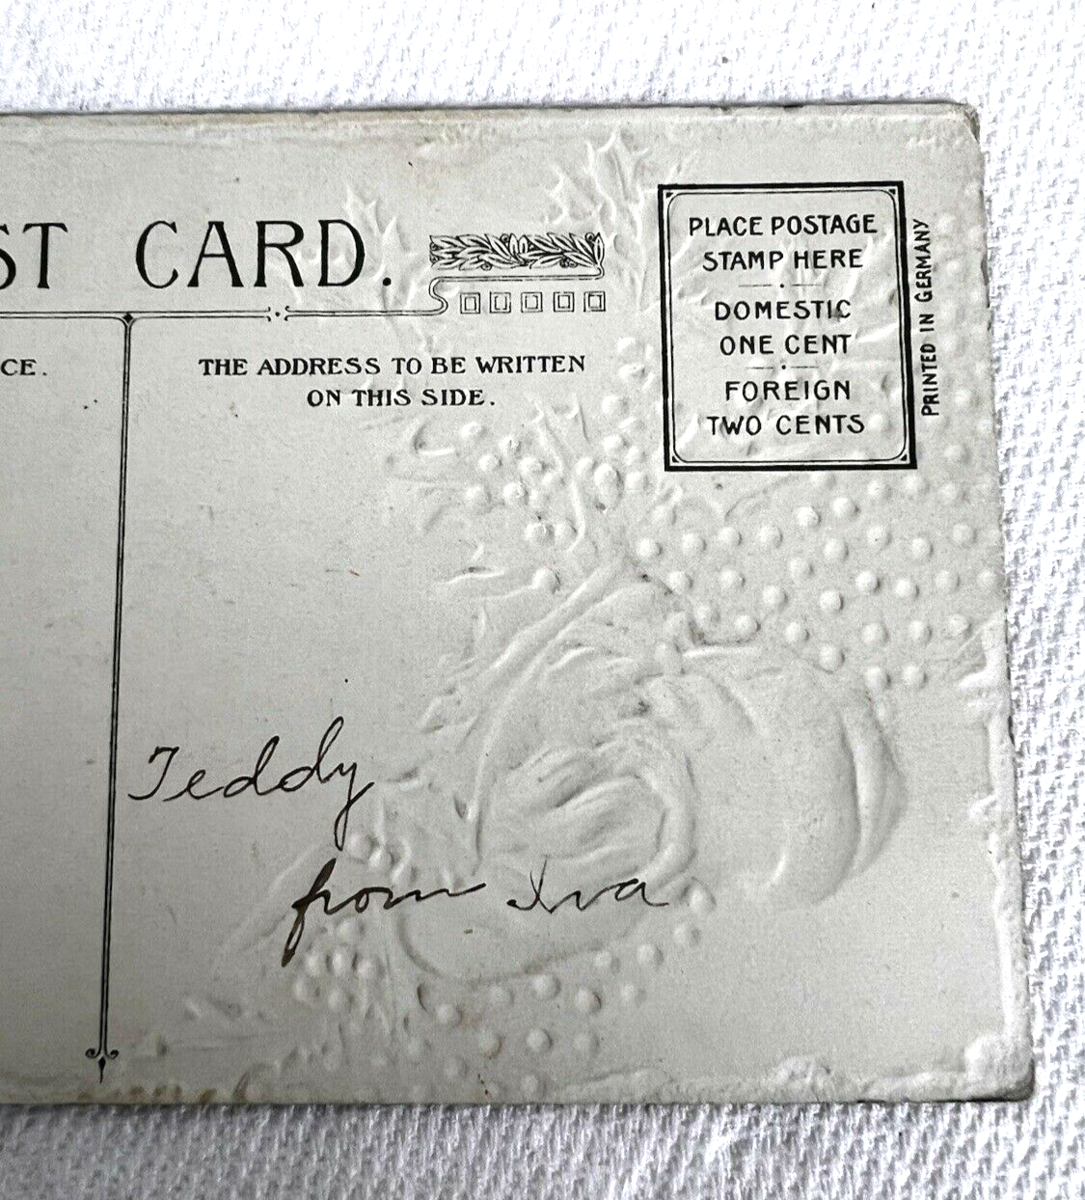 ST CARD.
CE.
THE ADDRESS TO BE WRITTEN
ON THIS SIDE.
PLACE POSTAGE
STAMP HERE
DOMESTIC
ONE CENT
FOREIGN
TWO CENTS
PRINTED IN GERMANY
Teddy
from Iva